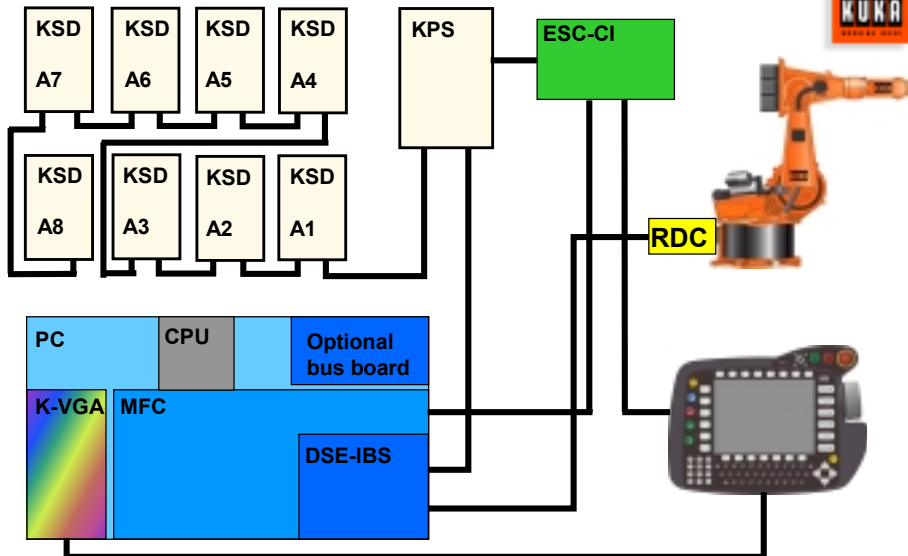 KSD
A7
KSD
A6
KSD
A5
KSD
A4
KPS
ESC-CI
KUKA
KSD
A8
KSD
A3
KSD
A2
KSD
A1
RDC
PC
CPU
Optional
bus board
K-VGA
MFC
DSE-IBS